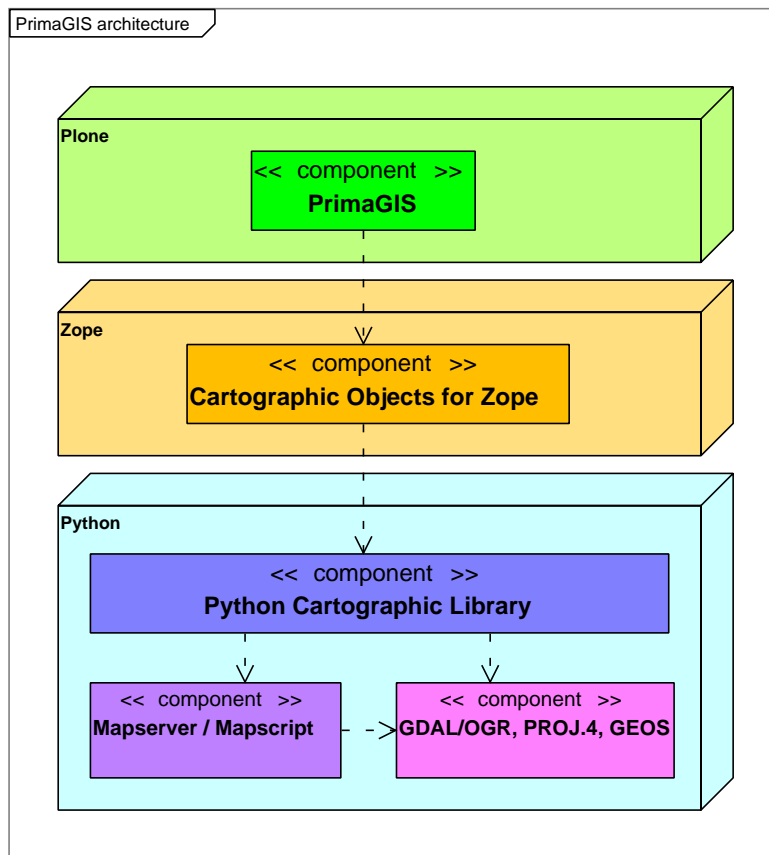 PrimaGIS architecture
Plone
<< component >>
PrimaGIS
Zope
<< component >>
Cartographic Objects for Zope
Python
<< component >>
Python Cartographic Library
<< component >>
Mapserver / Mapscript
<< component >>
GDAL/OGR, PROJ.4, GEOS